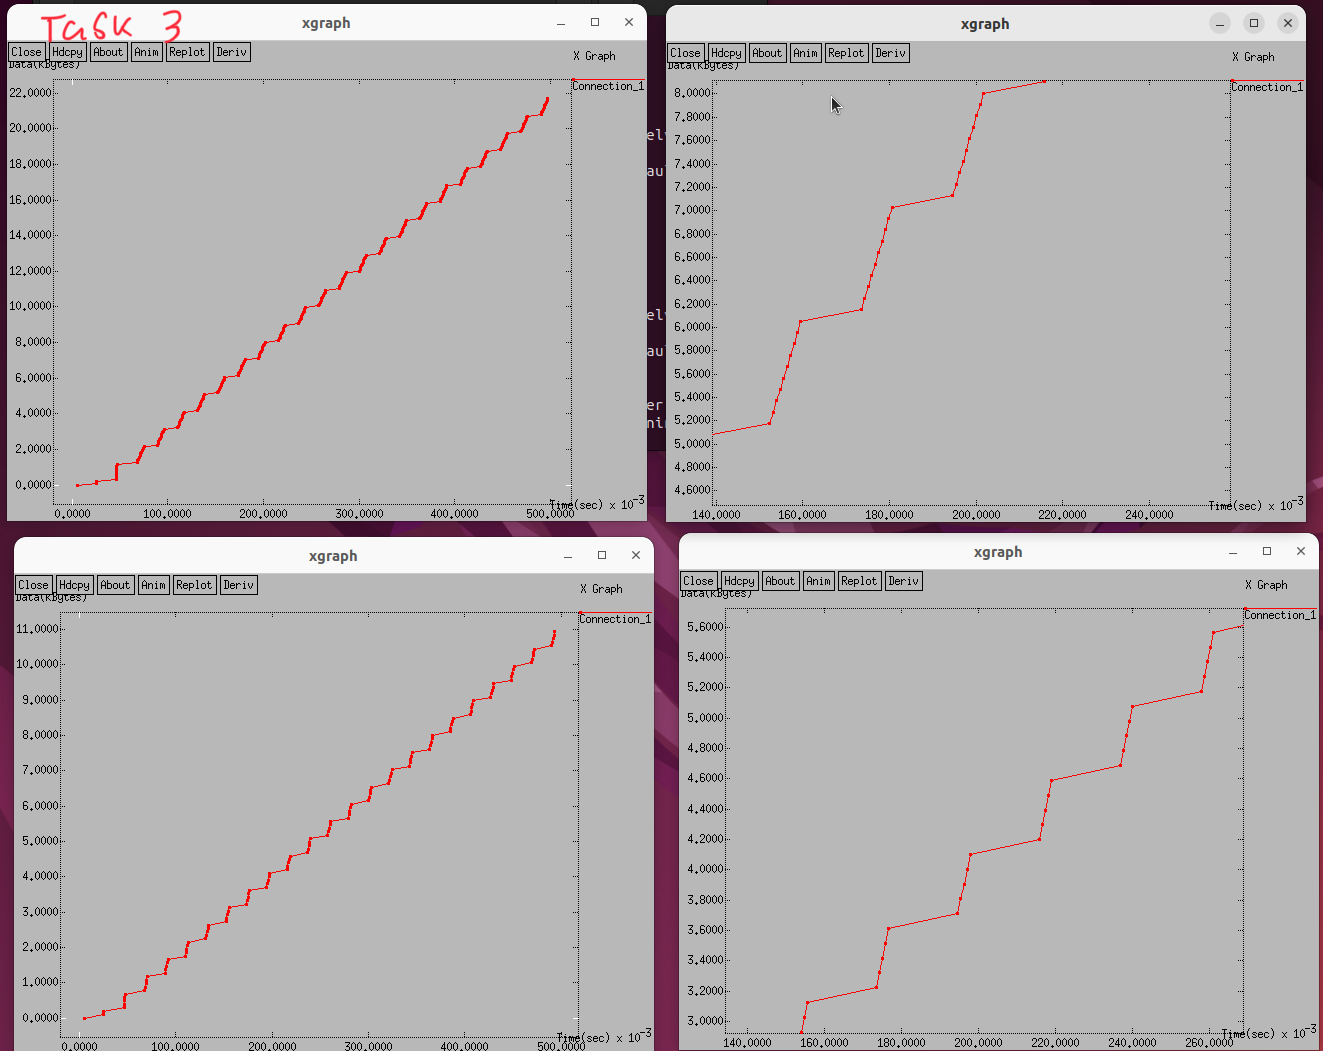 Task 3
xgraph
Close Hdcpy About Anim Replot Deriv
X Graph
Data(kBytes)
Connection_1
22.0000
20.0000
18.0000
16.0000
14.0000
12.0000
10.0000
8.0000
6.0000
4.0000
2.0000
0.0000
Time(sec) x 10-3
0.0000 100.0000 200.0000 300.0000 400.0000 500.0000
xgraph
Close Hdcpy About Anim Replot Deriv
X Graph
Data(kBytes)
Connection_1
8.0000
7.8000
7.6000
7.4000
7.2000
7.0000
6.8000
6.6000
6.4000
6.2000
6.0000
5.8000
5.6000
5.4000
5.2000
5.0000
4.8000
4.6000
Time(sec) x 10-3
140.0000 160.0000 180.0000 200.0000 220.0000 240.0000
xgraph
Close Hdcpy About Anim Replot Deriv
X Graph
Data(kBytes)
Connection_1
11.0000
10.0000
9.0000
8.0000
7.0000
6.0000
5.0000
4.0000
3.0000
2.0000
1.0000
0.0000
Time(sec) x 10-3
0.0000 100.0000 200.0000 300.0000 400.0000 500.0000
xgraph
Close Hdcpy About Anim Replot Deriv
X Graph
Data(kBytes)
Connection_1
5.6000
5.4000
5.2000
5.0000
4.8000
4.6000
4.4000
4.2000
4.0000
3.8000
3.6000
3.4000
3.2000
3.0000
Time(sec) x 10-3
140.0000 160.0000 180.0000 200.0000 220.0000 240.0000 260.0000